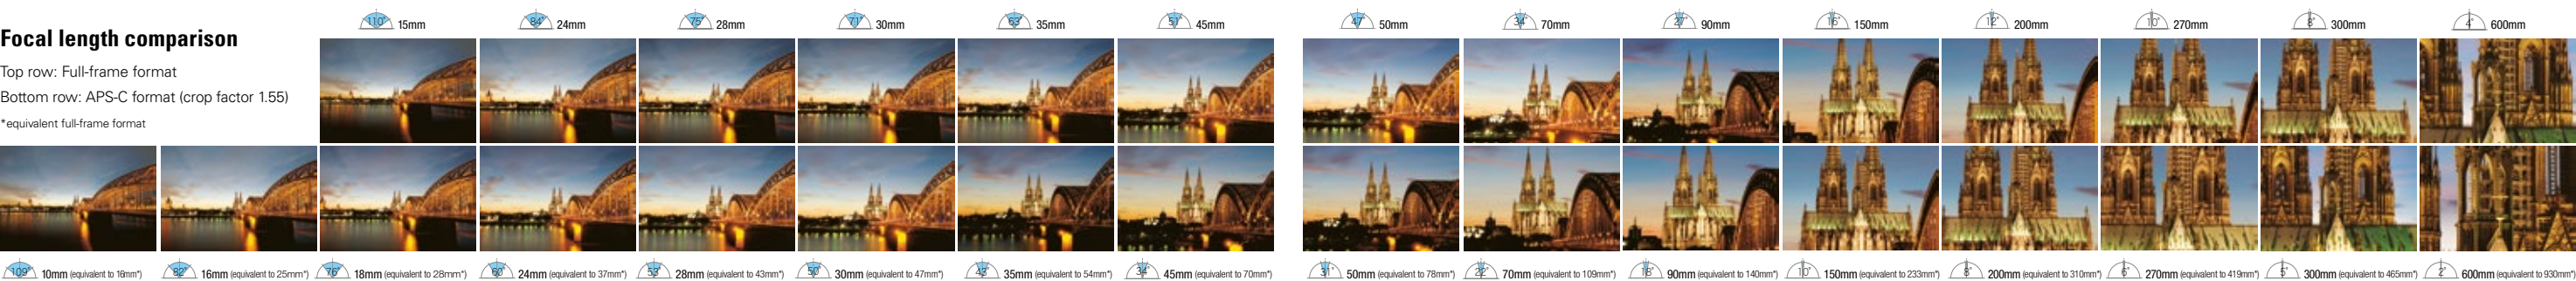 110° 15mm 84° 24mm 75° 28mm 71° 30mm 63° 35mm 51° 45mm 47° 50mm 34° 70mm 27° 90mm 16° 150mm 12° 200mm 10° 270mm 8° 300mm 4° 600mm
Focal length comparison
Top row: Full-frame format
Bottom row: APS-C format (crop factor 1.55)
*equivalent full-frame format
109° 10mm (equivalent to 16mm*) 82° 16mm (equivalent to 25mm*) 76° 18mm (equivalent to 28mm*) 60° 24mm (equivalent to 37mm*) 53° 28mm (equivalent to 43mm*) 50° 30mm (equivalent to 47mm*) 43° 35mm (equivalent to 54mm*) 34° 45mm (equivalent to 70mm*) 31° 50mm (equivalent to 78mm*) 22° 70mm (equivalent to 109mm*) 18° 90mm (equivalent to 140mm*) 10° 150mm (equivalent to 233mm*) 8° 200mm (equivalent to 310mm*) 6° 270mm (equivalent to 419mm*) 5° 300mm (equivalent to 465mm*) 2° 600mm (equivalent to 930mm*)